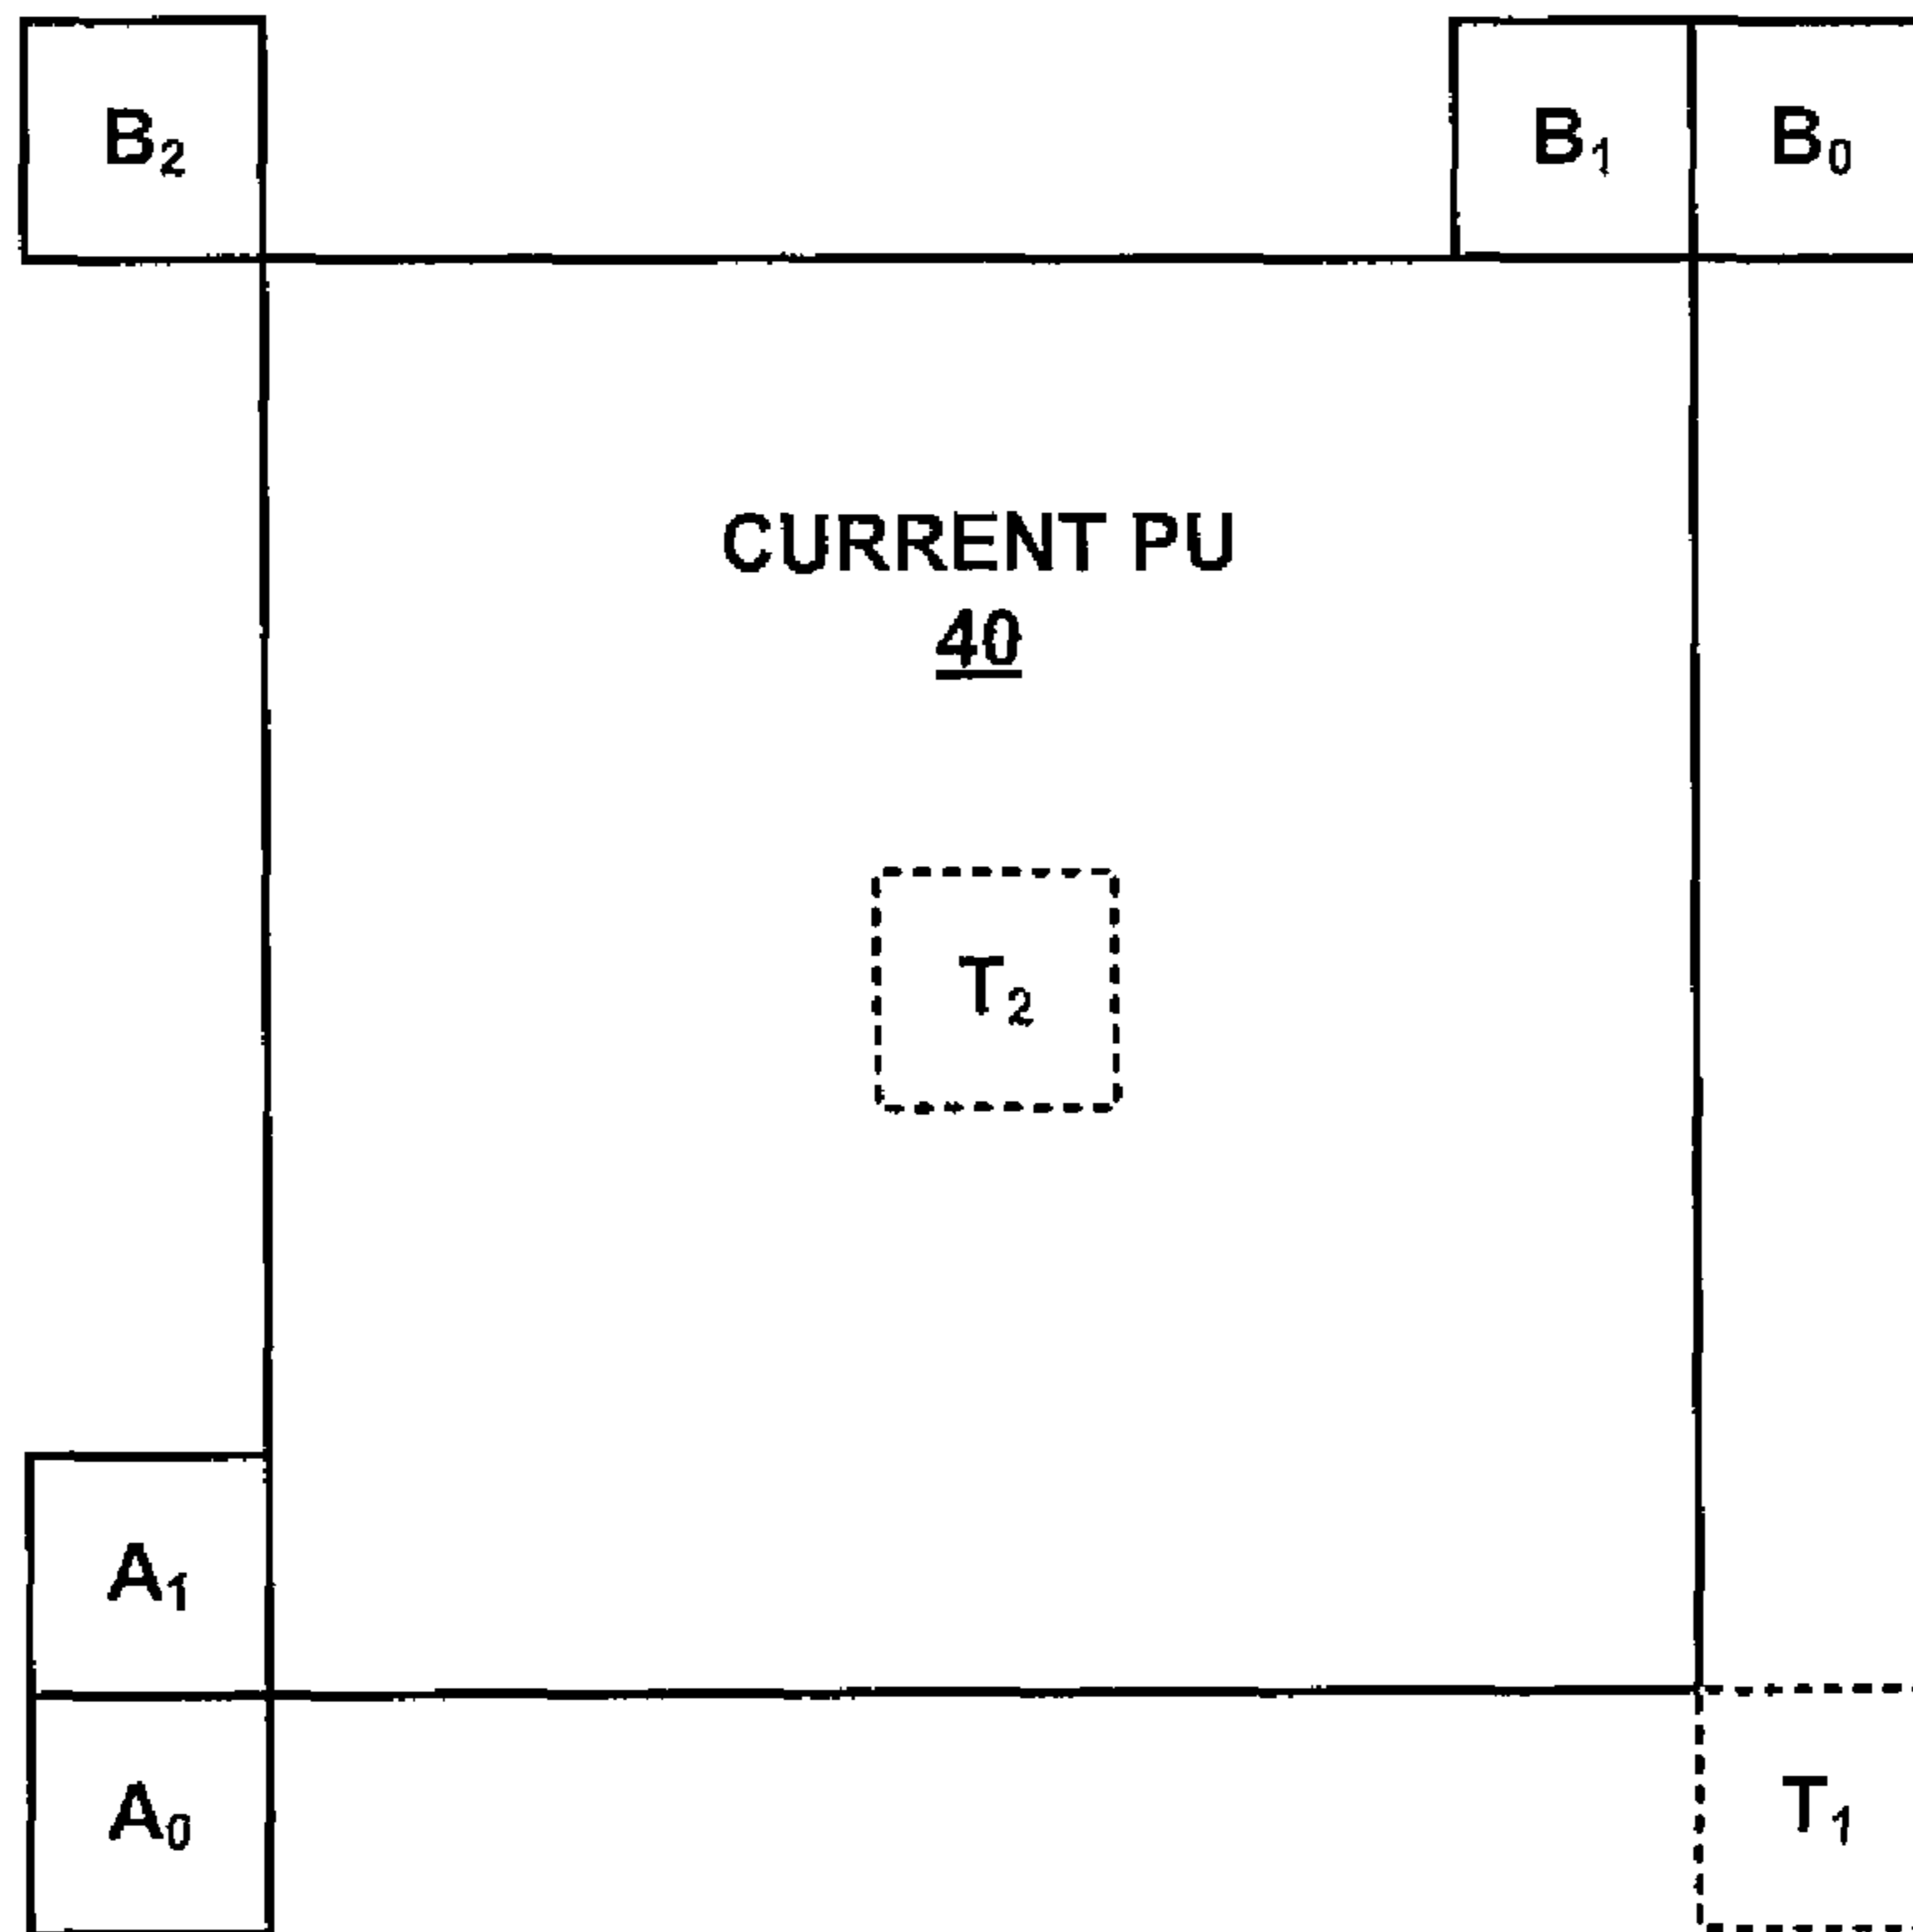 B₂
B₁
B₀
CURRENT PU
40
T₂
A₁
A₀
T₁